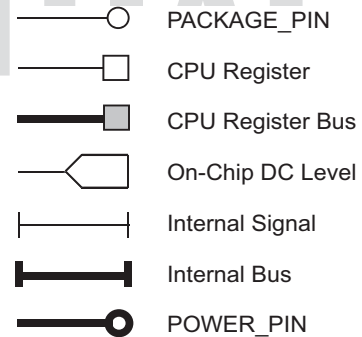 PACKAGE_PIN
CPU Register
CPU Register Bus
On-Chip DC Level
Internal Signal
Internal Bus
POWER_PIN